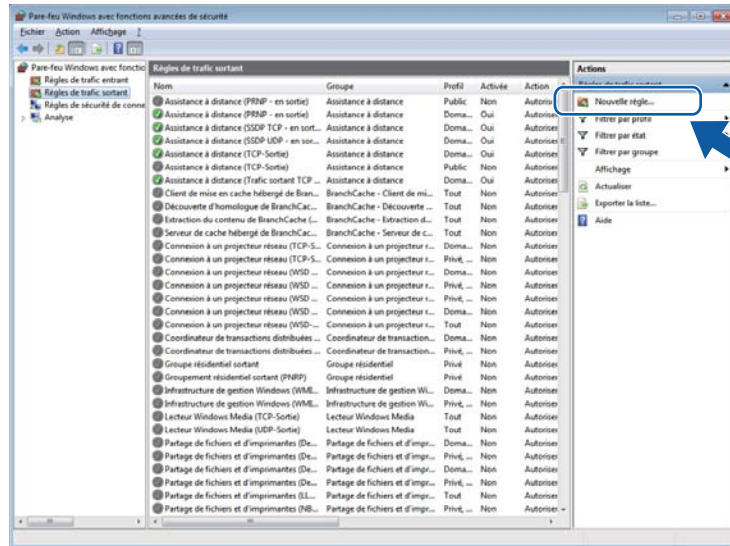 Pare-feu Windows avec fonctions avancées de sécurité
Fichier Action Affichage ?
Pare-feu Windows avec fonctio
Règles de trafic entrant
Règles de trafic sortant
Règles de sécurité de conne
Analyse
Règles de trafic sortant
Nom Groupe Profil Activée Action
Assistance à distance (PRNP - en sortie) Assistance à distance Public Non Autoriser
Assistance à distance (PRNP - en sortie) Assistance à distance Doma... Oui Autoriser
Assistance à distance (SSDP TCP - en sort... Assistance à distance Doma... Oui Autoriser
Assistance à distance (SSDP UDP - en sor... Assistance à distance Doma... Oui Autoriser
Assistance à distance (TCP-Sortie) Assistance à distance Doma... Oui Autoriser
Assistance à distance (TCP-Sortie) Assistance à distance Public Non Autoriser
Assistance à distance (Trafic sortant TCP ... Assistance à distance Doma... Oui Autoriser
Client de mise en cache hébergé de Bran... BranchCache - Client de mi... Tout Non Autoriser
Découverte d'homologue de BranchCac... BranchCache - Découverte ... Tout Non Autoriser
Extraction du contenu de BranchCache (... BranchCache - Extraction d... Tout Non Autoriser
Serveur de cache hébergé de BranchCac... BranchCache - Serveur de c... Tout Non Autoriser
Connexion à un projecteur réseau (TCP-S... Connexion à un projecteur r... Doma... Non Autoriser
Connexion à un projecteur réseau (TCP-S... Connexion à un projecteur r... Privé, ... Non Autoriser
Connexion à un projecteur réseau (WSD ... Connexion à un projecteur r... Doma... Non Autoriser
Connexion à un projecteur réseau (WSD ... Connexion à un projecteur r... Privé, ... Non Autoriser
Connexion à un projecteur réseau (WSD ... Connexion à un projecteur r... Privé, ... Non Autoriser
Connexion à un projecteur réseau (WSD ... Connexion à un projecteur r... Doma... Non Autoriser
Connexion à un projecteur réseau (WSD-... Connexion à un projecteur r... Tout Non Autoriser
Coordinateur de transactions distribuées ... Coordinateur de transaction... Doma... Non Autoriser
Coordinateur de transactions distribuées ... Coordinateur de transaction... Privé, ... Non Autoriser
Groupe résidentiel sortant Groupe résidentiel Privé Non Autoriser
Groupement résidentiel sortant (PNRP) Groupe résidentiel Privé Non Autoriser
Infrastructure de gestion Windows (WMI... Infrastructure de gestion Wi... Doma... Non Autoriser
Infrastructure de gestion Windows (WMI... Infrastructure de gestion Wi... Privé, ... Non Autoriser
Lecteur Windows Media (TCP-Sortie) Lecteur Windows Media Tout Non Autoriser
Lecteur Windows Media (UDP-Sortie) Lecteur Windows Media Tout Non Autoriser
Partage de fichiers et d'imprimantes (De... Partage de fichiers et d'impr... Doma... Non Autoriser
Partage de fichiers et d'imprimantes (De... Partage de fichiers et d'impr... Privé, ... Non Autoriser
Partage de fichiers et d'imprimantes (De... Partage de fichiers et d'impr... Doma... Non Autoriser
Partage de fichiers et d'imprimantes (De... Partage de fichiers et d'impr... Privé, ... Non Autoriser
Partage de fichiers et d'imprimantes (LL... Partage de fichiers et d'impr... Tout Non Autoriser
Partage de fichiers et d'imprimantes (NB... Partage de fichiers et d'impr... Privé, ... Non Autoriser
Actions
Règles de trafic sortant
Nouvelle règle...
Filtrer par profil
Filtrer par état
Filtrer par groupe
Affichage
Actualiser
Exporter la liste...
Aide